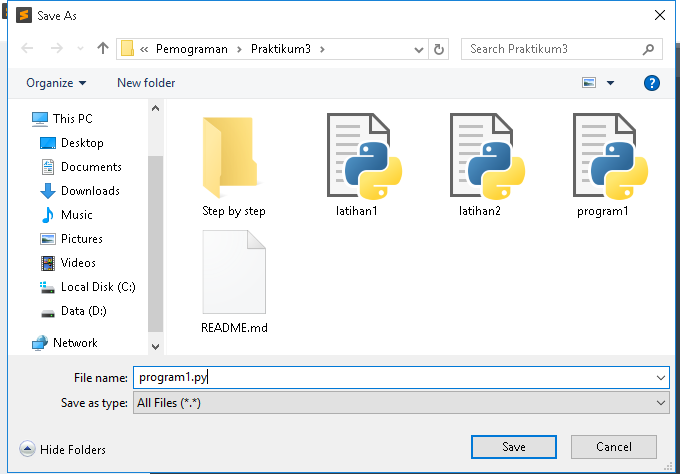 Save As
« Pemograman > Praktikum3 >
Search Praktikum3
Organize
New folder
This PC
Desktop
Documents
Downloads
Music
Pictures
Videos
Local Disk (C:)
Data (D:)
Network
Step by step
latihan1
latihan2
program1
README.md
File name: program1.py
Save as type: All Files (*.*)
Hide Folders
Save
Cancel